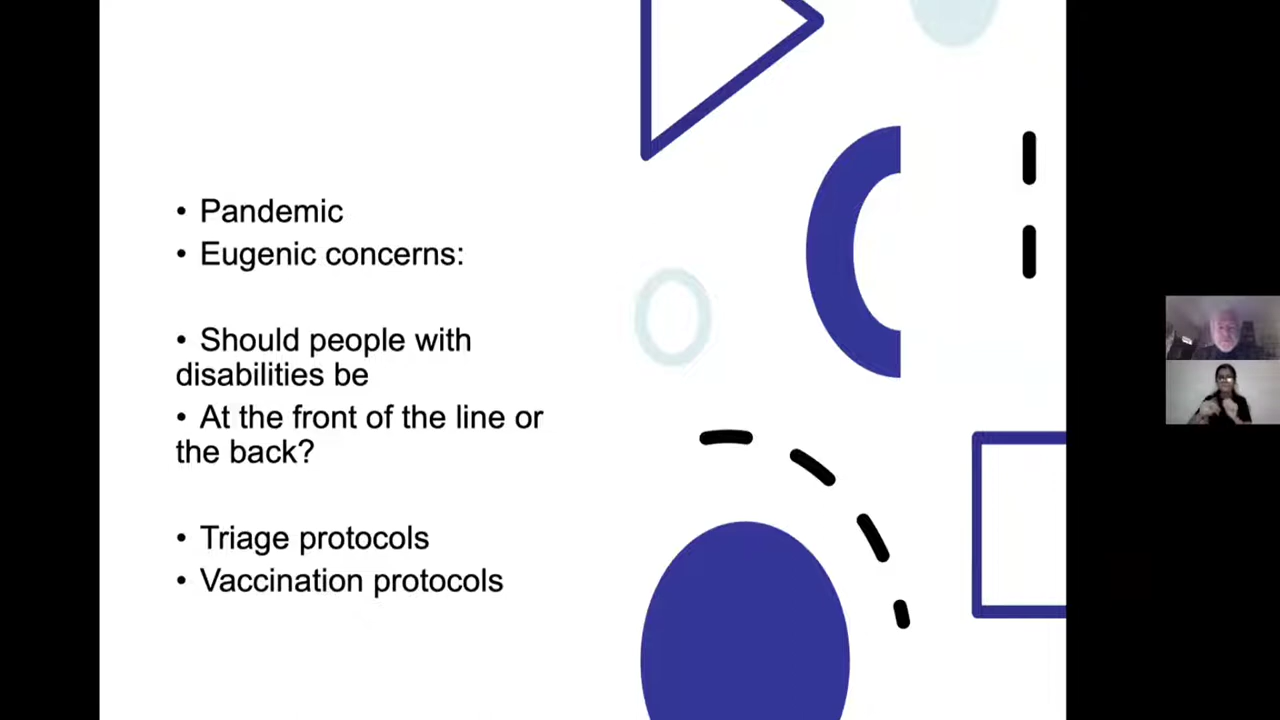 • Pandemic
• Eugenic concerns:
• Should people with
disabilities be
• At the front of the line or
the back?
• Triage protocols
• Vaccination protocols